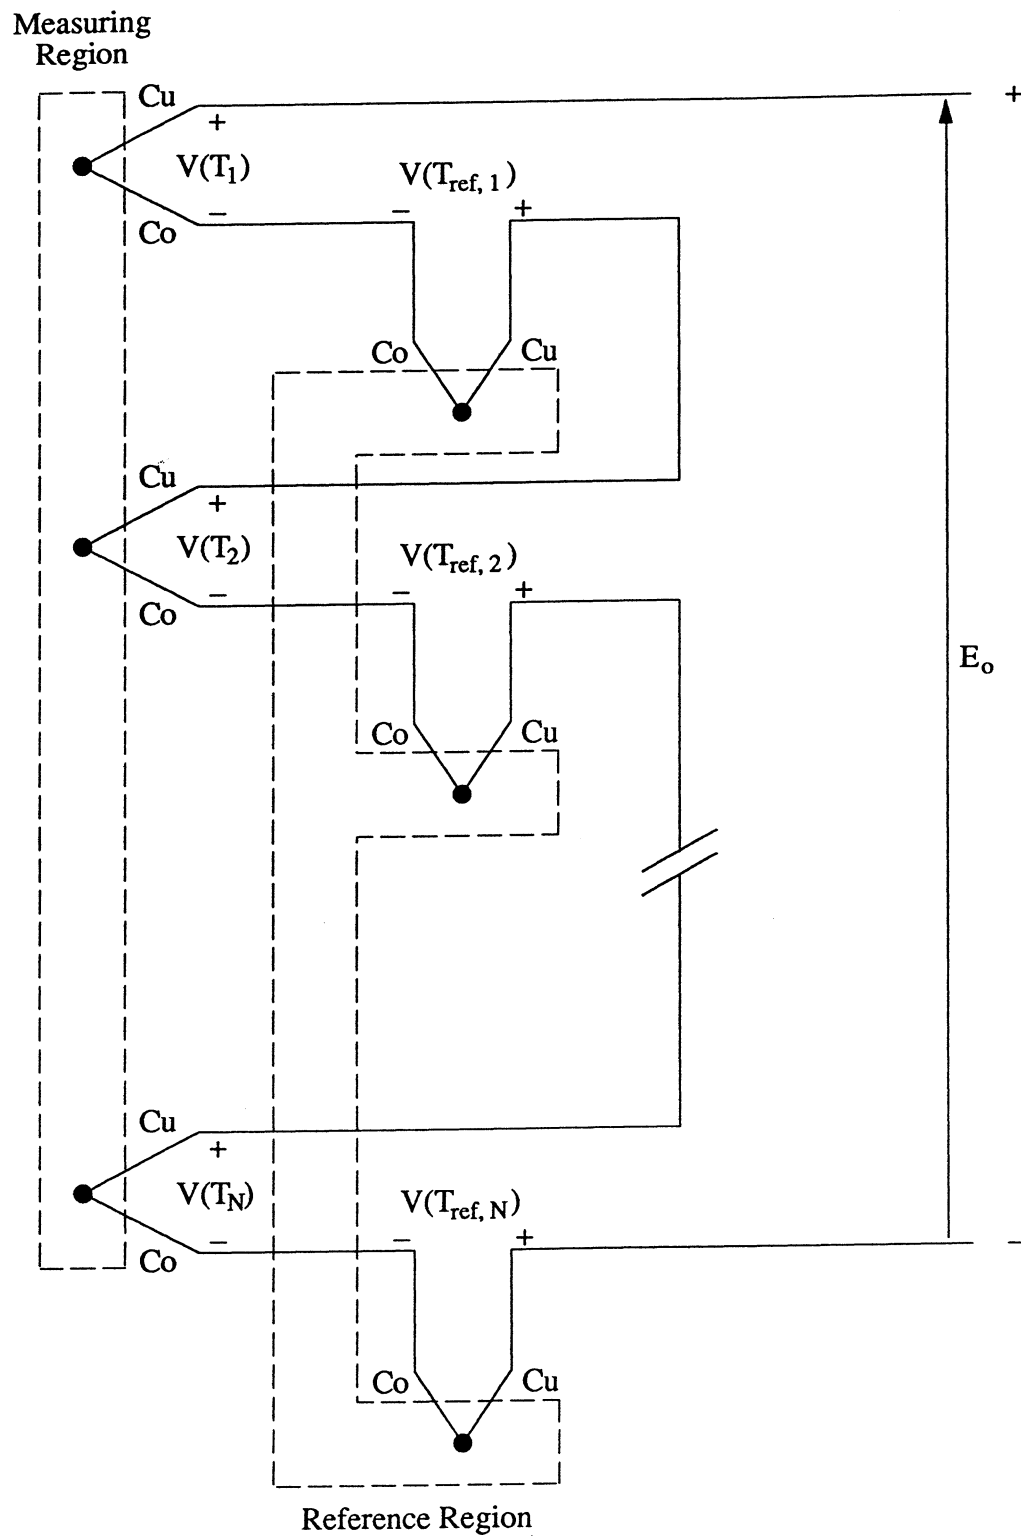 Measuring
Region
Cu
+
+
V(T₁)
V(Tref, 1)
−
−
+
Co
Co
Cu
Cu
+
V(T₂)
V(Tref, 2)
−
−
+
Co
Eₒ
Co
Cu
Cu
+
V(T_N)
V(Tref, N)
−
−
+
−
Co
Co
Cu
Reference Region